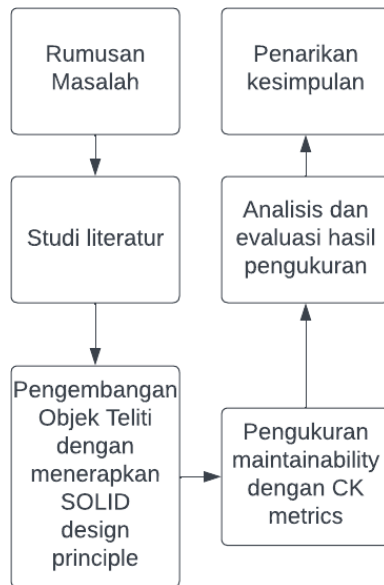 Rumusan
Masalah
Studi literatur
Pengembangan
Objek Teliti
dengan
menerapkan
SOLID
design
principle
Pengukuran
maintainability
dengan CK
metrics
Analisis dan
evaluasi hasil
pengukuran
Penarikan
kesimpulan